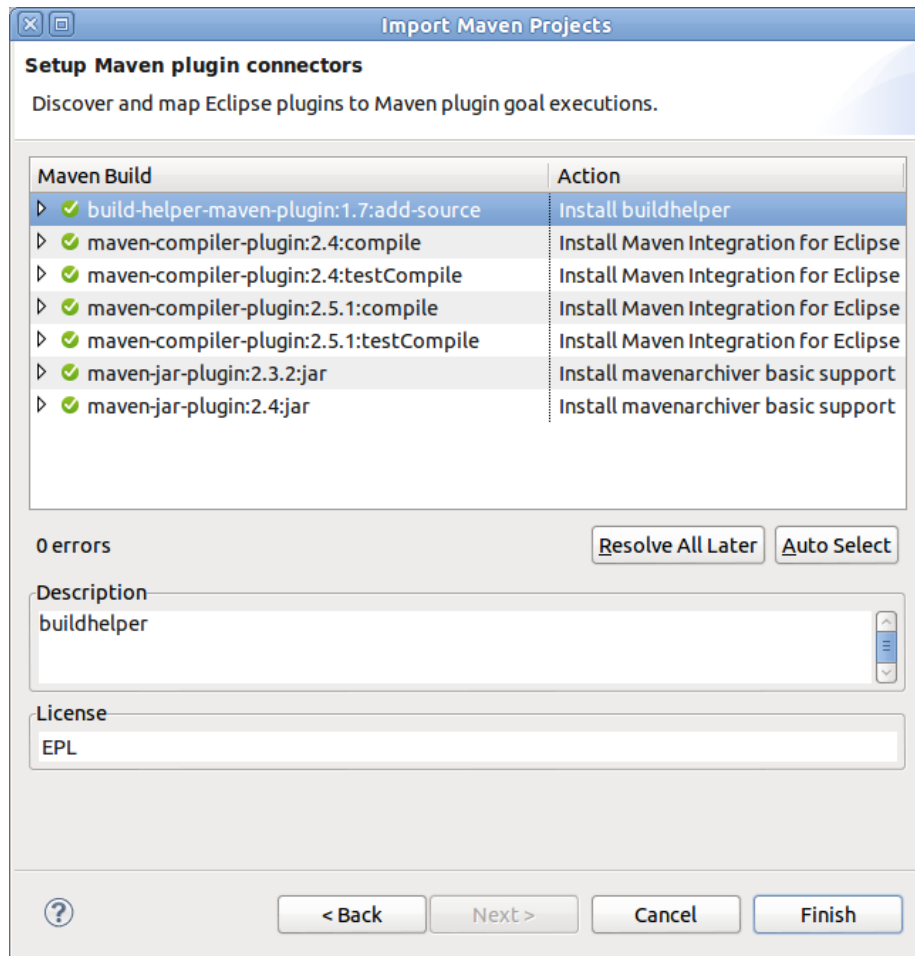 Import Maven Projects
Setup Maven plugin connectors
Discover and map Eclipse plugins to Maven plugin goal executions.
Maven Build Action
build-helper-maven-plugin:1.7:add-source Install buildhelper
maven-compiler-plugin:2.4:compile Install Maven Integration for Eclipse
maven-compiler-plugin:2.4:testCompile Install Maven Integration for Eclipse
maven-compiler-plugin:2.5.1:compile Install Maven Integration for Eclipse
maven-compiler-plugin:2.5.1:testCompile Install Maven Integration for Eclipse
maven-jar-plugin:2.3.2:jar Install mavenarchiver basic support
maven-jar-plugin:2.4:jar Install mavenarchiver basic support
0 errors Resolve All Later Auto Select
Description
buildhelper
License
EPL
? < Back Next > Cancel Finish